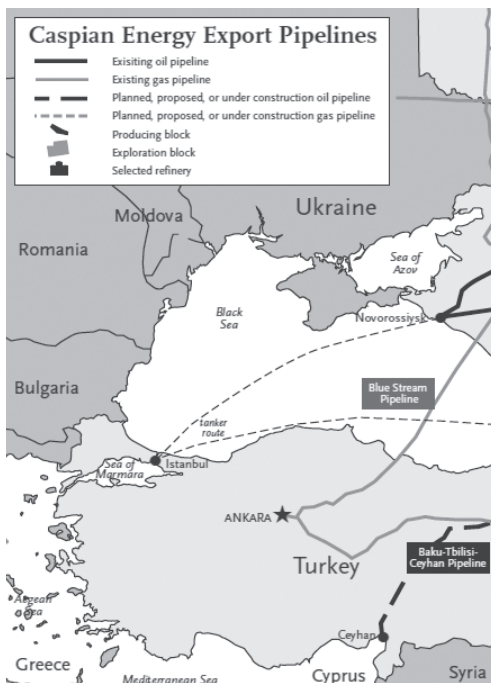 Caspian Energy Export Pipelines
Exisiting oil pipeline
Existing gas pipeline
Planned, proposed, or under construction oil pipeline
Planned, proposed, or under construction gas pipeline
Producing block
Exploration block
Selected refinery
Ukraine
Moldova
Romania
Sea of
Azov
Black
Sea
Novorossiysk
Bulgaria
Blue Stream
Pipeline
tanker
route
Istanbul
Sea of
Marmara
ANKARA
Turkey
Baku-Tbilisi-
Ceyhan Pipeline
Aegean
Sea
Ceyhan
Greece
Cyprus
Syria
Mediterranean Sea